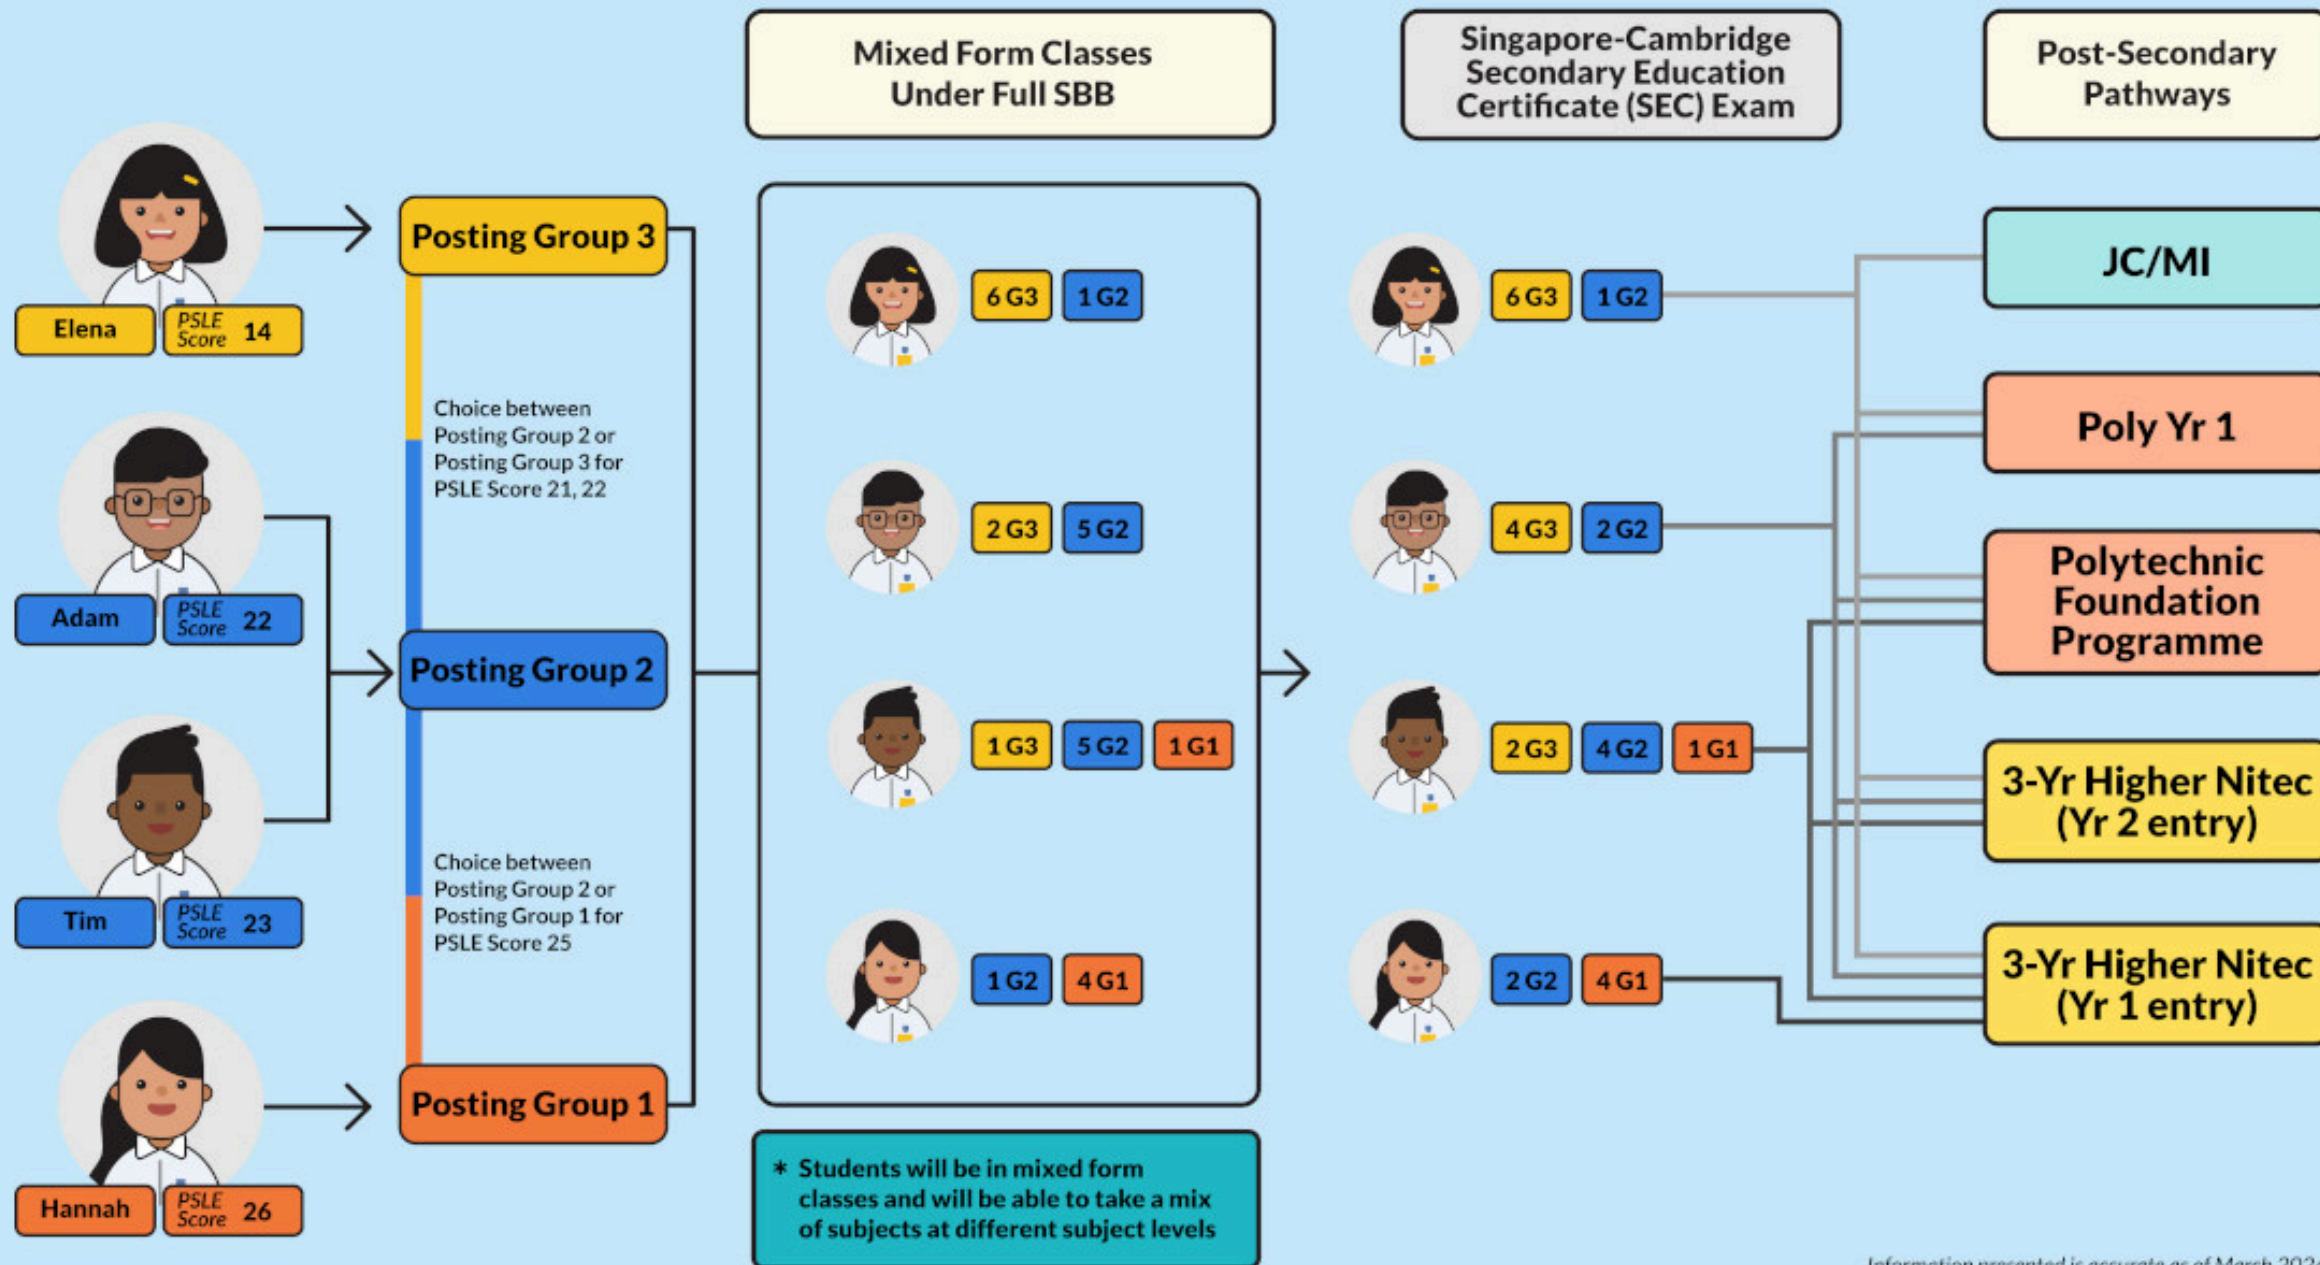 Mixed Form Classes
Under Full SBB
Singapore-Cambridge
Secondary Education
Certificate (SEC) Exam
Post-Secondary
Pathways
Elena
PSLE
Score 14
Adam
PSLE
Score 22
Tim
PSLE
Score 23
Hannah
PSLE
Score 26
Posting Group 3
Choice between
Posting Group 2 or
Posting Group 3 for
PSLE Score 21, 22
Posting Group 2
Choice between
Posting Group 2 or
Posting Group 1 for
PSLE Score 25
Posting Group 1
6 G3 1 G2
2 G3 5 G2
1 G3 5 G2 1 G1
1 G2 4 G1
* Students will be in mixed form
classes and will be able to take a mix
of subjects at different subject levels
6 G3 1 G2
4 G3 2 G2
2 G3 4 G2 1 G1
2 G2 4 G1
JC/MI
Poly Yr 1
Polytechnic
Foundation
Programme
3-Yr Higher Nitec
(Yr 2 entry)
3-Yr Higher Nitec
(Yr 1 entry)
Information presented is accurate as of March